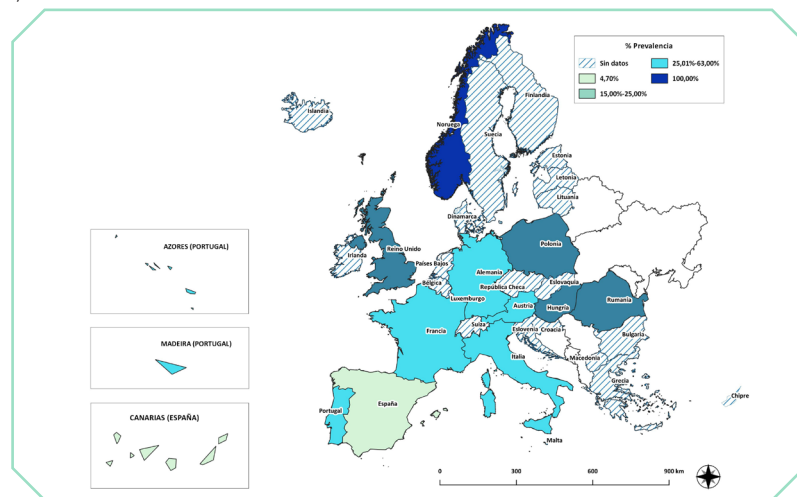 % Prevalencia
Sin datos
25,01%-63,00%
4,70%
100,00%
15,00%-25,00%
Islandia
Finlandia
Noruega
Suecia
Estonia
Letonia
Lituania
Dinamarca
AZORES (PORTUGAL)
Irlanda
Reino Unido
Países Bajos
Polonia
Alemania
Bélgica
República Checa
Eslovaquia
Luxemburgo
Austria
Hungria
Rumania
MADEIRA (PORTUGAL)
Francia
Suiza
Eslovenia
Croacia
Bulgaria
Italia
Macedonia
Grecia
Chipre
CANARIAS (ESPAÑA)
España
Portugal
Malta
0 300 600 900 km